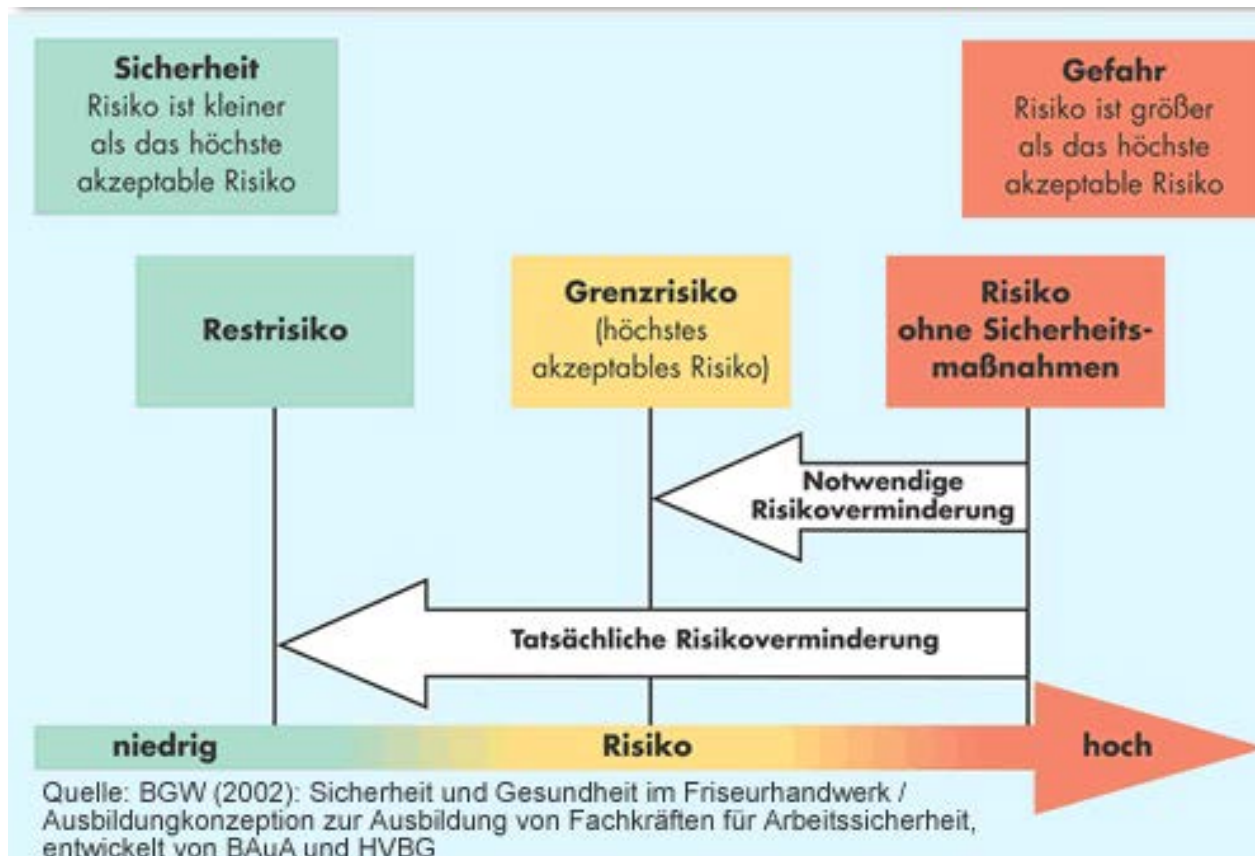 Sicherheit
Risiko ist kleiner
als das höchste
akzeptable Risiko
Gefahr
Risiko ist größer
als das höchste
akzeptable Risiko
Restrisiko
Grenzrisiko
(höchstes
akzeptables Risiko)
Risiko
ohne Sicherheits-
maßnahmen
Notwendige
Risikoverminderung
Tatsächliche Risikoverminderung
niedrig
Risiko
hoch
Quelle: BGW (2002): Sicherheit und Gesundheit im Friseurhandwerk /
Ausbildungkonzeption zur Ausbildung von Fachkräften für Arbeitssicherheit,
entwickelt von BAuA und HVBG